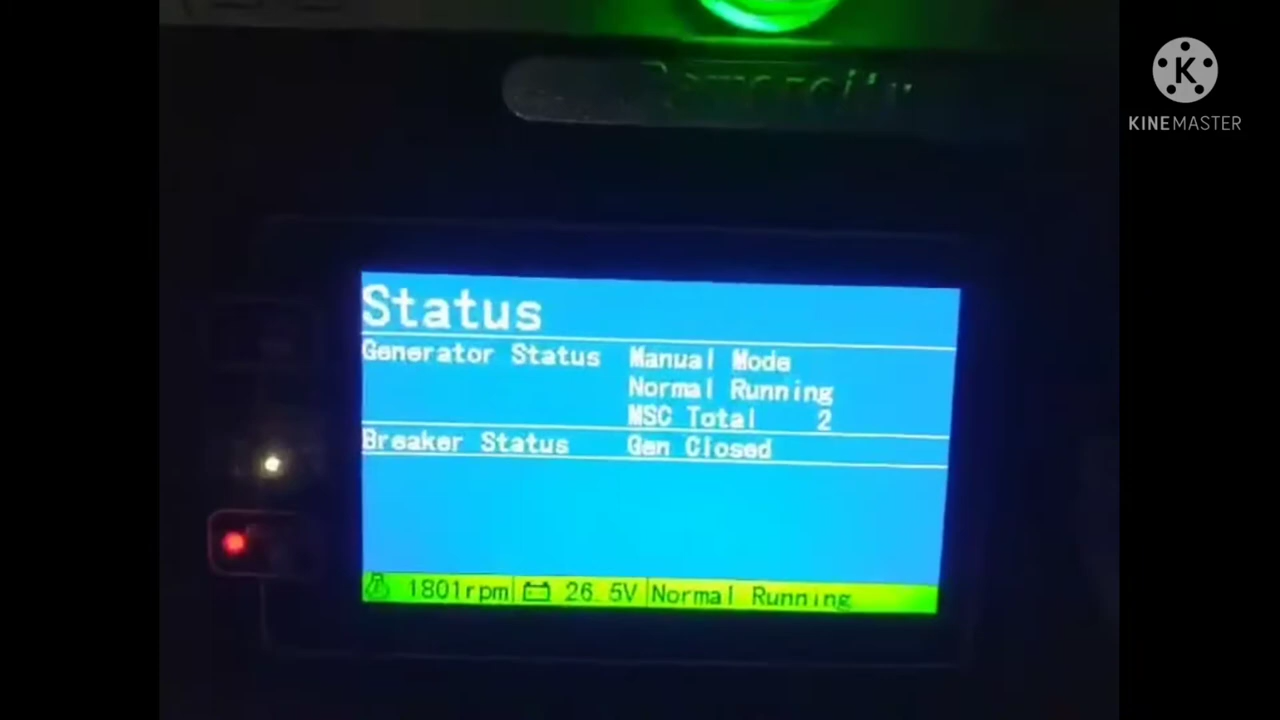 KINEMASTER
Status
Generator Status Manual Mode
Normal Running
MSC Total 2
Breaker Status Gen Closed
1801rpm 26.5V Normal Running